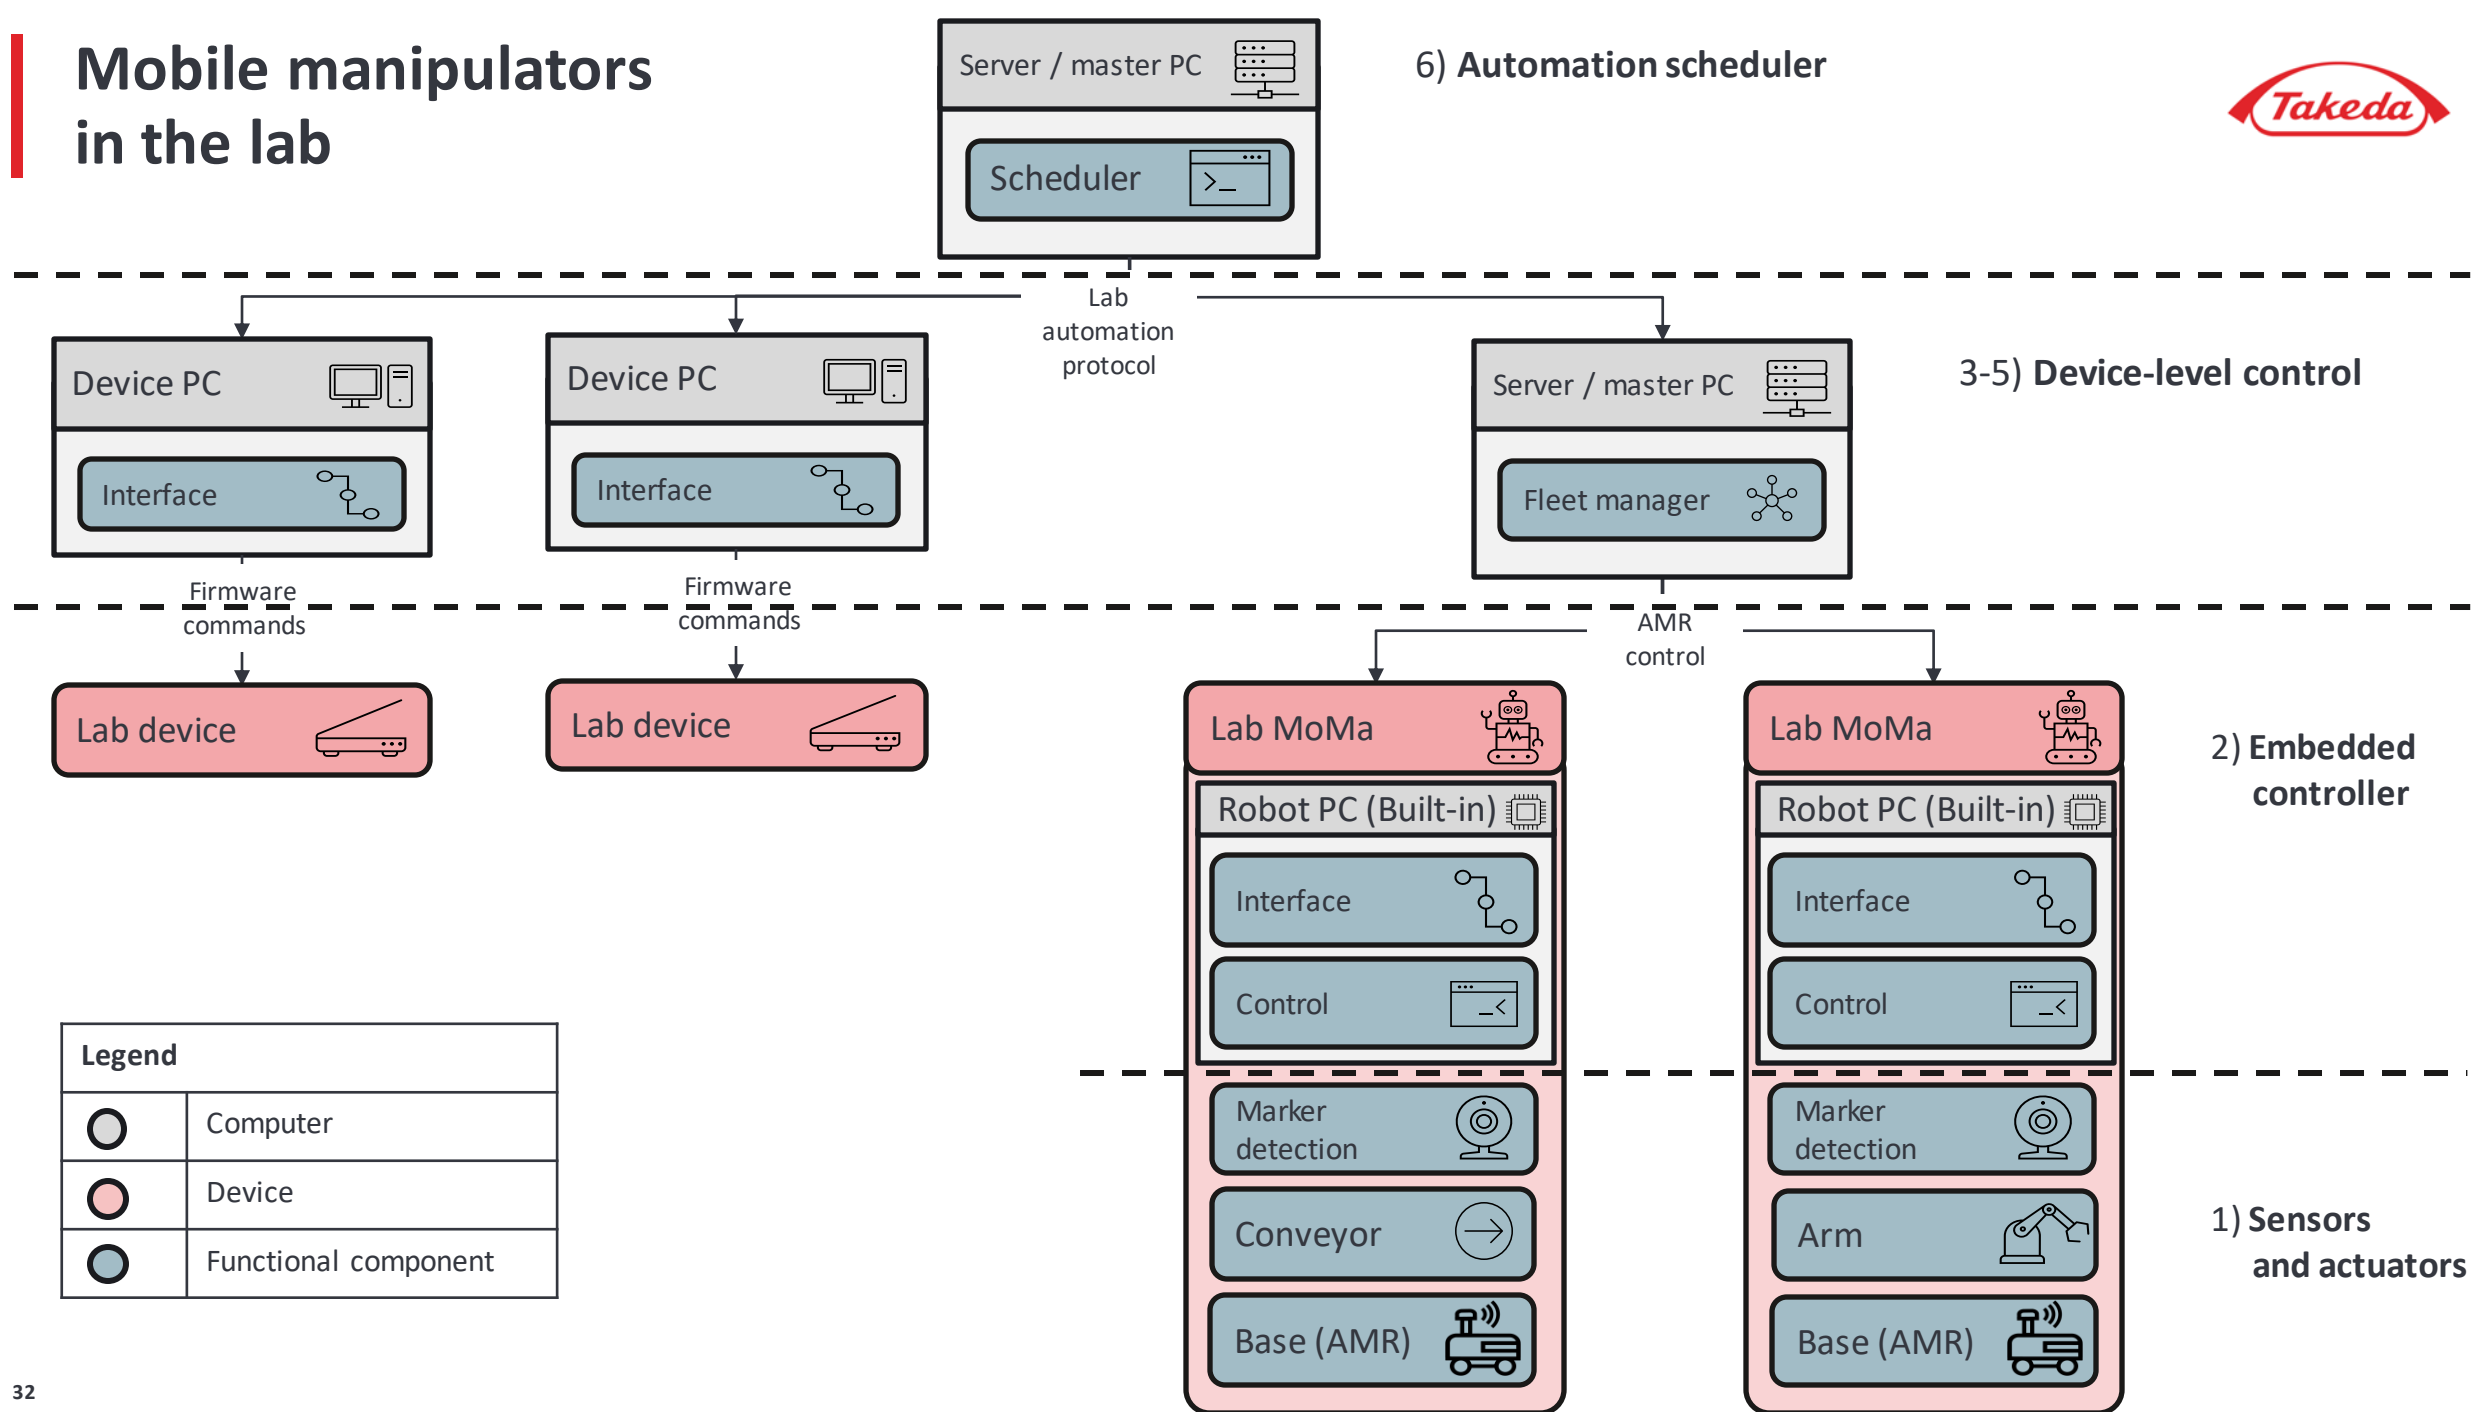 Mobile manipulators
in the lab
Server / master PC
Scheduler
6) Automation scheduler
Takeda
Lab
automation
protocol
Device PC
Interface
Device PC
Interface
Server / master PC
Fleet manager
3-5) Device-level control
Firmware
commands
Firmware
commands
AMR
control
Lab device
Lab device
Lab MoMa
Robot PC (Built-in)
Interface
Control
Marker
detection
Conveyor
Base (AMR)
Lab MoMa
Robot PC (Built-in)
Interface
Control
Marker
detection
Arm
Base (AMR)
2) Embedded
controller
1) Sensors
and actuators
Legend
Computer
Device
Functional component
32